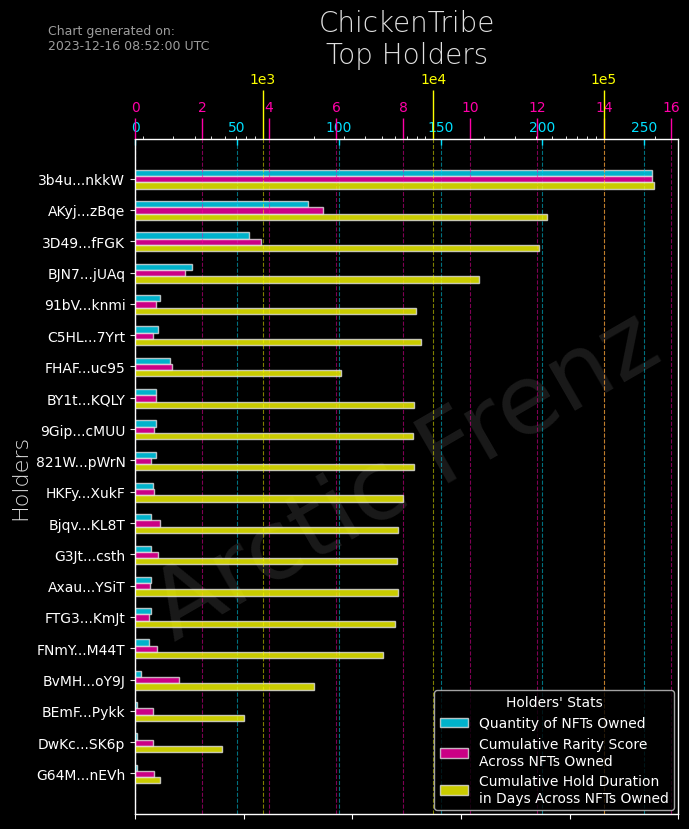 Chart generated on:
2023-12-16 08:52:00 UTC
ChickenTribe
Top Holders
1e3 1e4 1e5
0 2 4 6 8 10 12 14 16
0 50 100 150 200 250
Holders
3b4u...nkkW
AKyj...zBqe
3D49...fFGK
BJN7...jUAq
91bV...knmi
C5HL...7Yrt
FHAF...uc95
BY1t...KQLY
9Gip...cMUU
821W...pWrN
HKFy...XukF
Bjqv...KL8T
G3Jt...csth
Axau...YSiT
FTG3...KmJt
FNmY...M44T
BvMH...oY9J
BEmF...Pykk
DwKc...SK6p
G64M...nEVh
Arctic Frenz
Holders' Stats
Quantity of NFTs Owned
Cumulative Rarity Score
Across NFTs Owned
Cumulative Hold Duration
in Days Across NFTs Owned